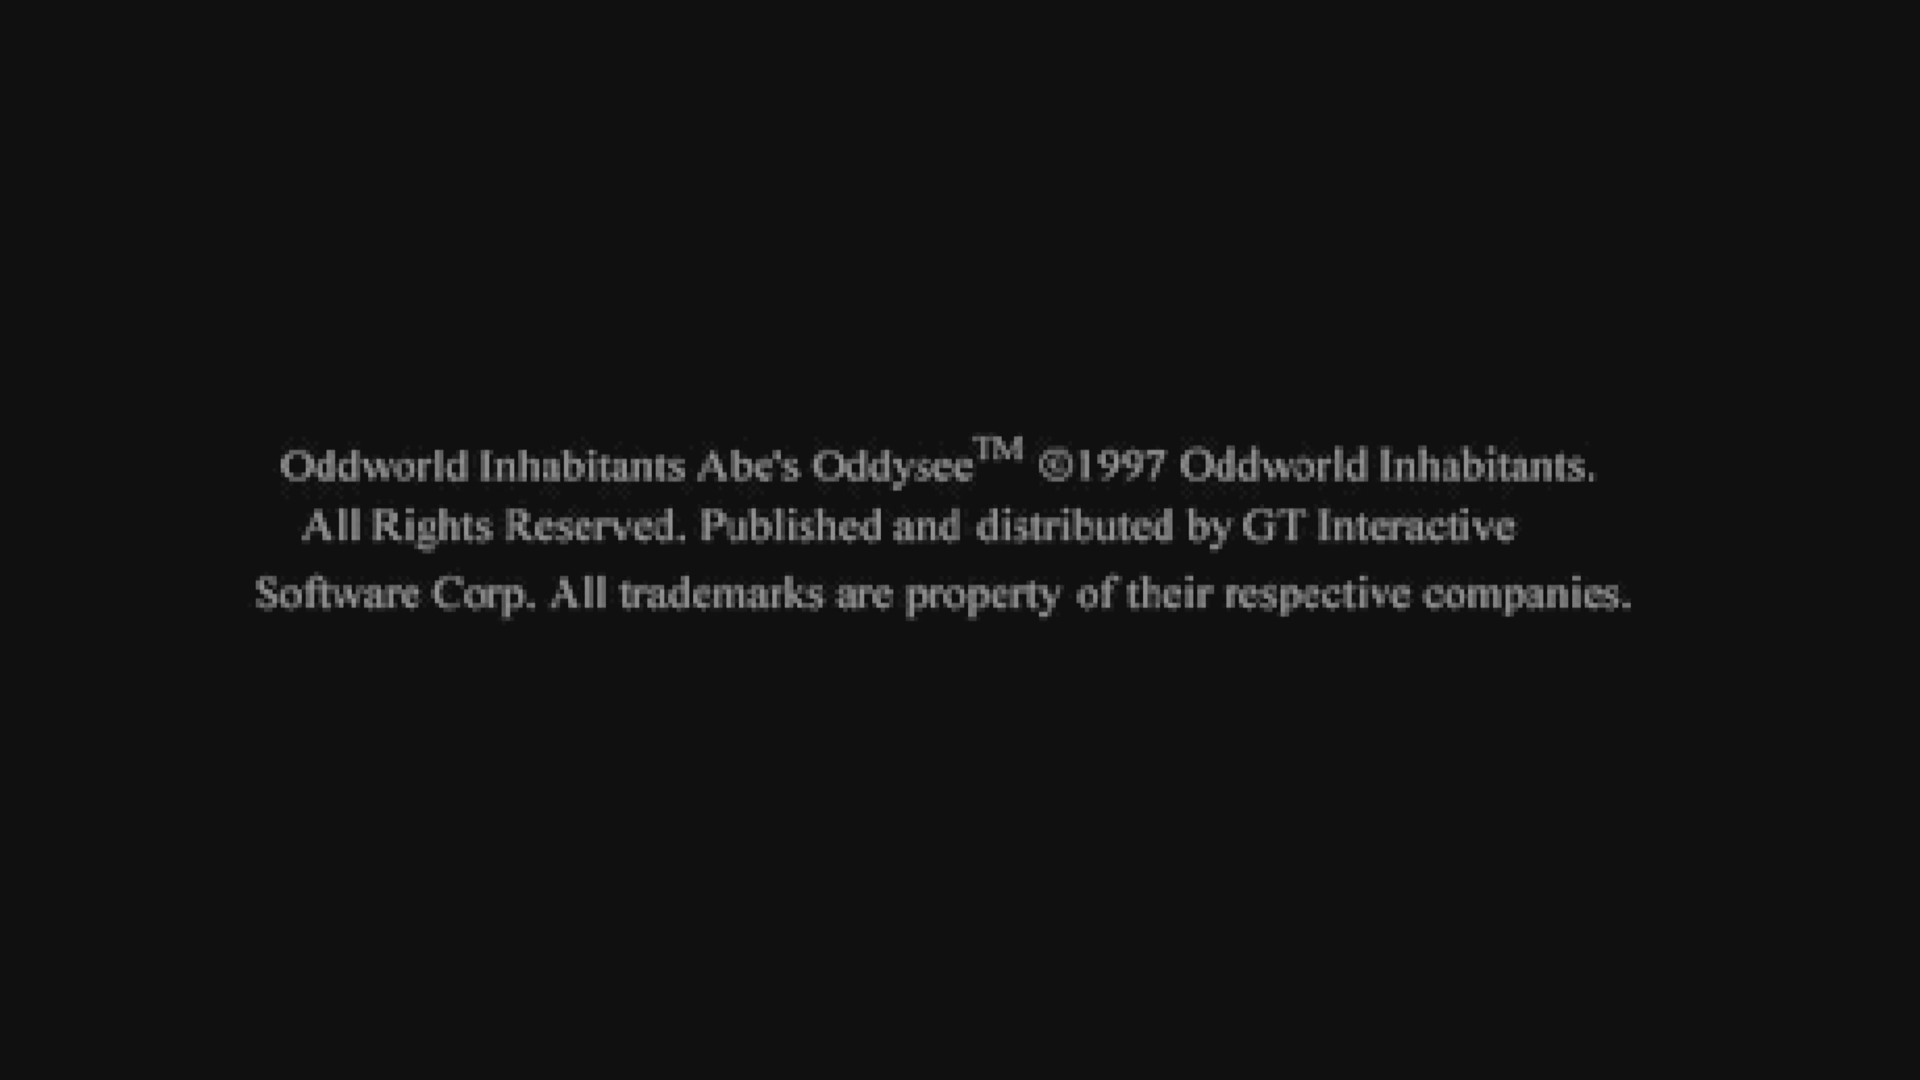 Oddworld Inhabitants Abe's Oddysee™ ©1997 Oddworld Inhabitants.
All Rights Reserved. Published and distributed by GT Interactive
Software Corp. All trademarks are property of their respective companies.